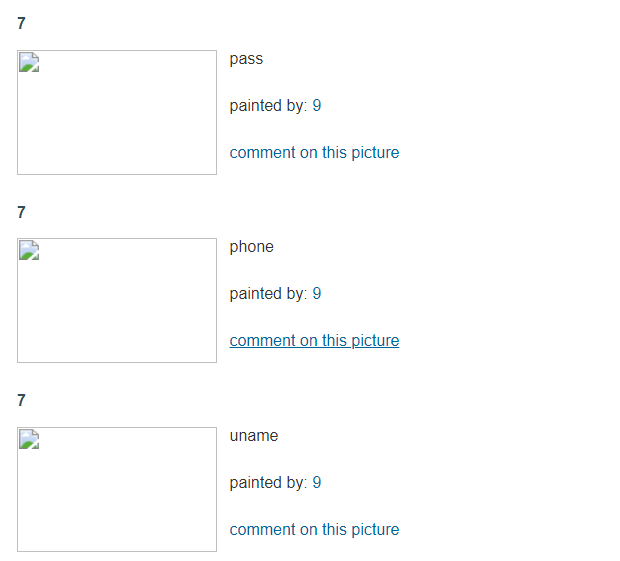 7
pass
painted by: 9
comment on this picture
7
phone
painted by: 9
comment on this picture
7
uname
painted by: 9
comment on this picture